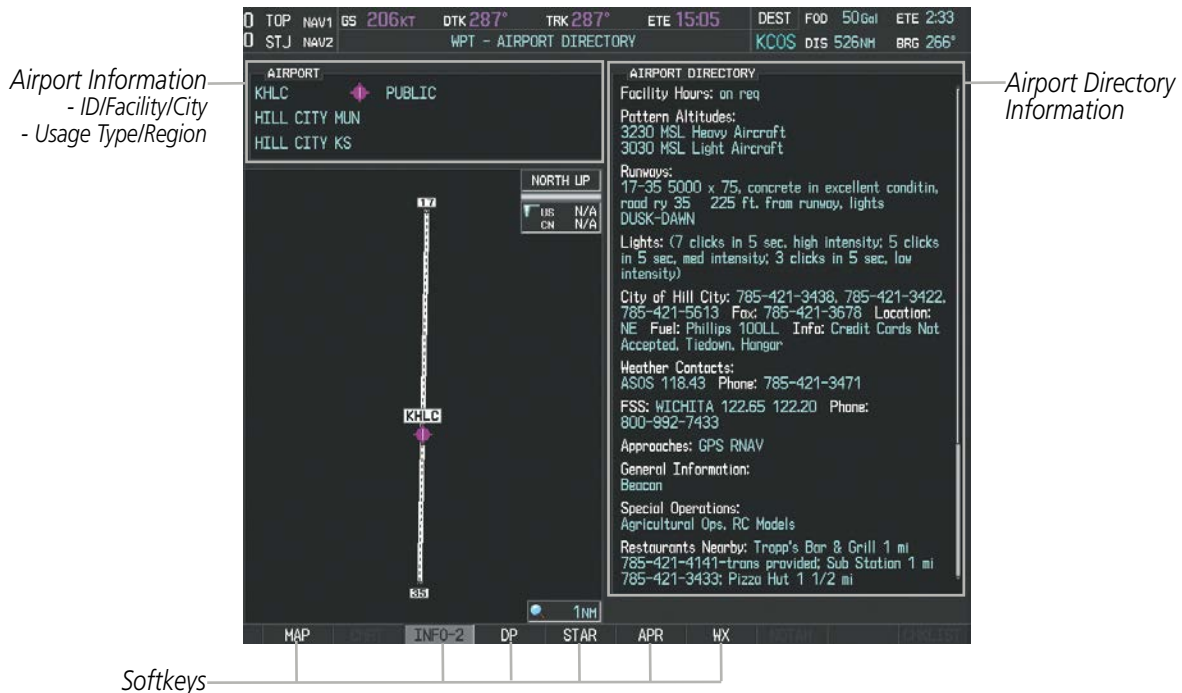 0 TOP NAV1 GS 206KT DTK 287° TRK 287° ETE 15:05 DEST FOD 50Gal ETE 2:33
0 STJ NAV2 WPT - AIRPORT DIRECTORY KCOS DIS 526NM BRG 266°
Airport Information
- ID/Facility/City
- Usage Type/Region
AIRPORT
KHLC PUBLIC
HILL CITY MUN
HILL CITY KS
NORTH UP
US N/A
CN N/A
17
KHLC
35
1NM
AIRPORT DIRECTORY
Facility Hours: on req
Pattern Altitudes:
3230 MSL Heavy Aircraft
3030 MSL Light Aircraft
Runways:
17-35 5000 x 75, concrete in excellent conditin,
road ry 35 225 ft. from runway, lights
DUSK-DAWN
Lights: (7 clicks in 5 sec, high intensity; 5 clicks
in 5 sec, med intensity; 3 clicks in 5 sec, low
intensity)
City of Hill City: 785-421-3438, 785-421-3422,
785-421-5613 Fax: 785-421-3678 Location:
NE Fuel: Phillips 100LL Info: Credit Cards Not
Accepted, Tiedown, Hangar
Weather Contacts:
ASOS 118.43 Phone: 785-421-3471
FSS: WICHITA 122.65 122.20 Phone:
800-992-7433
Approaches: GPS RNAV
General Information:
Beacon
Special Operations:
Agricultural Ops, RC Models
Restaurants Nearby: Tropp's Bar & Grill 1 mi
785-421-4141-trans provided; Sub Station 1 mi
785-421-3433; Pizza Hut 1 1/2 mi
Airport Directory
Information
MAP CHRT INFO-2 DP STAR APR WX NOTAM CHKLIST
Softkeys